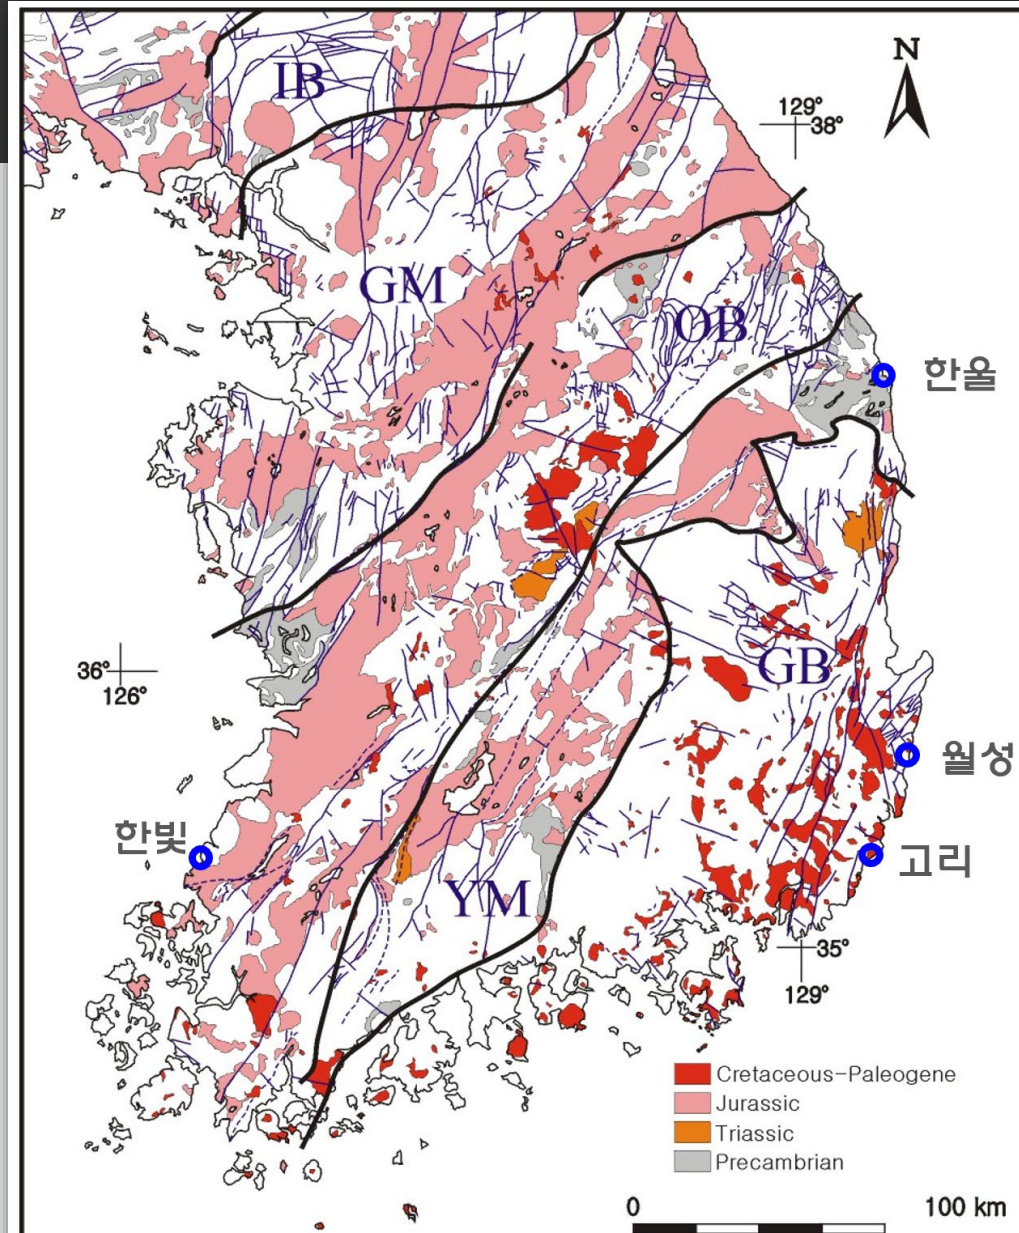 N
IB
129°
38°
GM
OB
한울
GB
36°
126°
월성
한빛
고리
YM
35°
129°
Cretaceous-Paleogene
Jurassic
Triassic
Precambrian
0 100 km